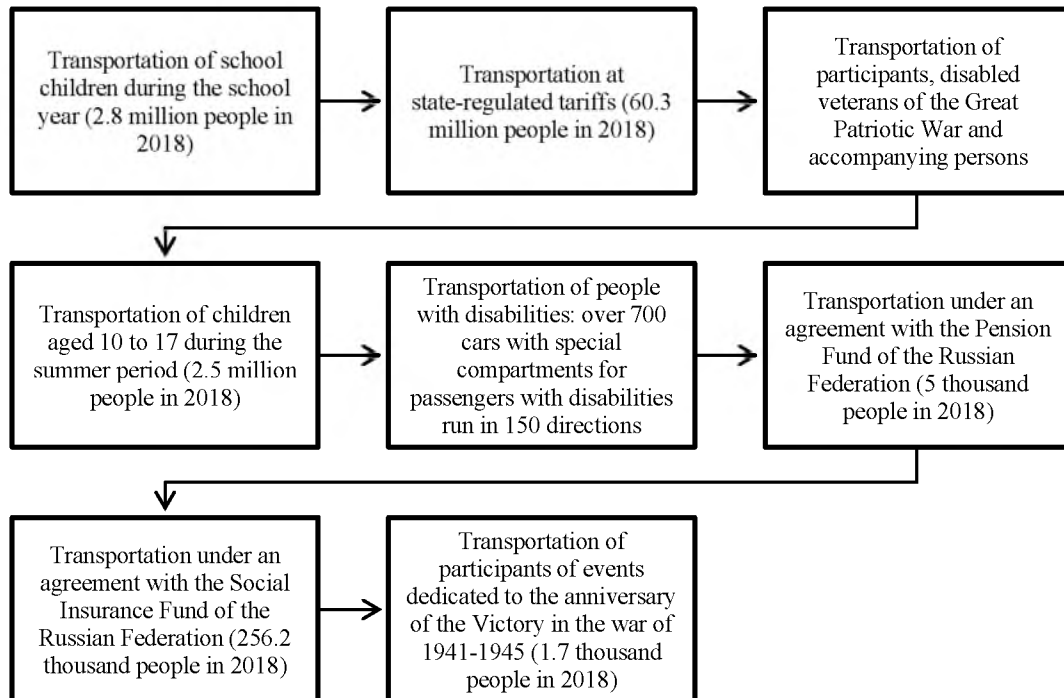 Transportation of school
children during the school
year (2.8 million people in
2018)
Transportation at
state-regulated tariffs (60.3
million people in 2018)
Transportation of
participants, disabled
veterans of the Great
Patriotic War and
accompanying persons
Transportation of children
aged 10 to 17 during the
summer period (2.5 million
people in 2018)
Transportation of people
with disabilities: over 700
cars with special
compartments for
passengers with disabilities
run in 150 directions
Transportation under an
agreement with the Pension
Fund of the Russian
Federation (5 thousand
people in 2018)
Transportation under an
agreement with the Social
Insurance Fund of the
Russian Federation (256.2
thousand people in 2018)
Transportation of
participants of events
dedicated to the anniversary
of the Victory in the war of
1941-1945 (1.7 thousand
people in 2018)